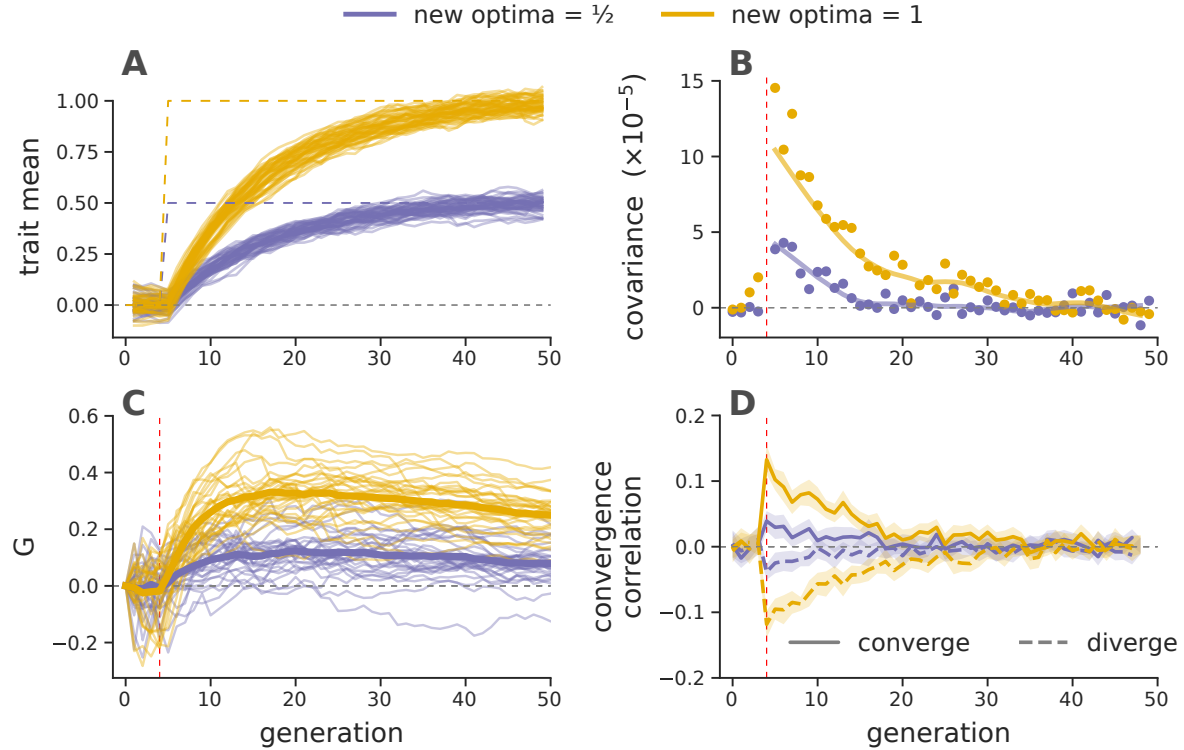 new optima = ½ new optima = 1
A
trait mean
1.00
0.75
0.50
0.25
0.00
0 10 20 30 40 50
B
covariance (×10⁻⁵)
15
10
5
0
0 10 20 30 40 50
C
G
0.6
0.4
0.2
0.0
−0.2
0 10 20 30 40 50
generation
D
convergence
correlation
0.2
0.1
0.0
−0.1
−0.2
converge diverge
0 10 20 30 40 50
generation